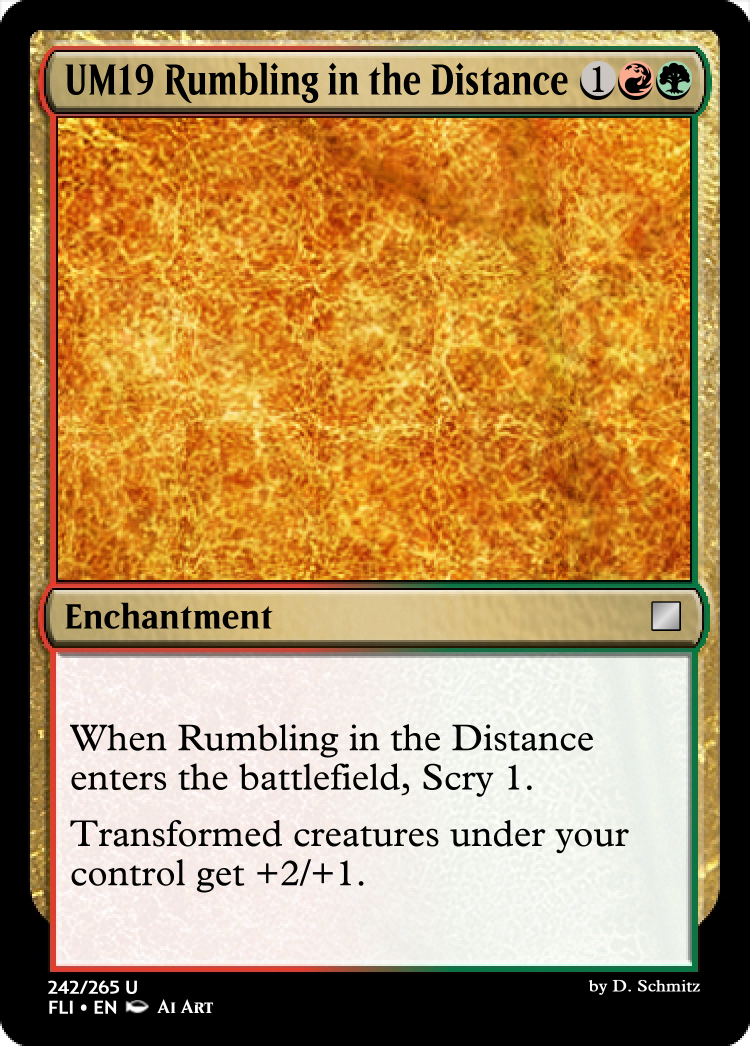 UM19 Rumbling in the Distance 1
Enchantment
When Rumbling in the Distance
enters the battlefield, Scry 1.
Transformed creatures under your
control get +2/+1.
242/265 U
by D. Schmitz
FLI • EN AI ART